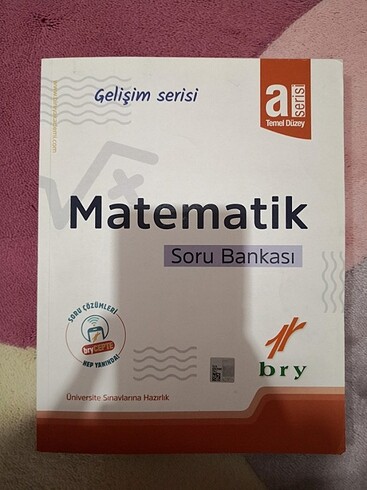 Gelişim serisi
a serisi
Temel Düzey
Matematik
Soru Bankası
SORU ÇÖZÜMLERİ
bryCEPTE
HEP YANINDA!
bry
Üniversite Sınavlarına Hazırlık